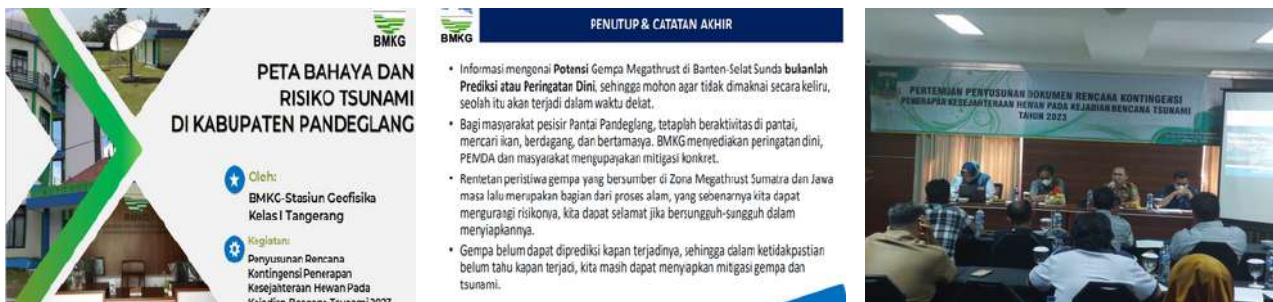 BMKG
PETA BAHAYA DAN
RISIKO TSUNAMI
DI KABUPATEN PANDEGLANG
Oleh:
BMKG-Stasiun Geofisika
Kelas I Tangerang
Kegiatan:
Penyusunan Rencana
Kontingensi Penerapan
Kesejahteraan Hewan Pada
BMKG
PENUTUP & CATATAN AKHIR
• Informasi mengenai Potensi Gempa Megathrust di Banten-Selat Sunda bukanlah
Prediksi atau Peringatan Dini, sehingga mohon agar tidak dimaknai secara keliru,
seolah itu akan terjadi dalam waktu dekat.
• Bagi masyarakat pesisir Pantai Pandeglang, tetaplah beraktivitas di pantai,
mencari ikan, berdagang, dan bertamasya. BMKG menyediakan peringatan dini,
PEMDA dan masyarakat mengupayakan mitigasi konkret.
• Rentetan peristiwa gempa yang bersumber di Zona Megathrust Sumatra dan Jawa
masa lalu merupakan bagian dari proses alam, yang sebenarnya kita dapat
mengurangi risikonya, kita dapat selamat jika bersungguh-sungguh dalam
menyiapkannya.
• Gempa belum dapat diprediksi kapan terjadinya, sehingga dalam ketidakpastian
belum tahu kapan terjadi, kita masih dapat menyiapkan mitigasi gempa dan
tsunami.
PERTEMUAN PENYUSUNAN DOKUMEN RENCANA KONTINGENSI
PENERAPAN KESEJAHTERAAN HEWAN PADA KEJADIAN BENCANA TSUNAMI
TAHUN 2023